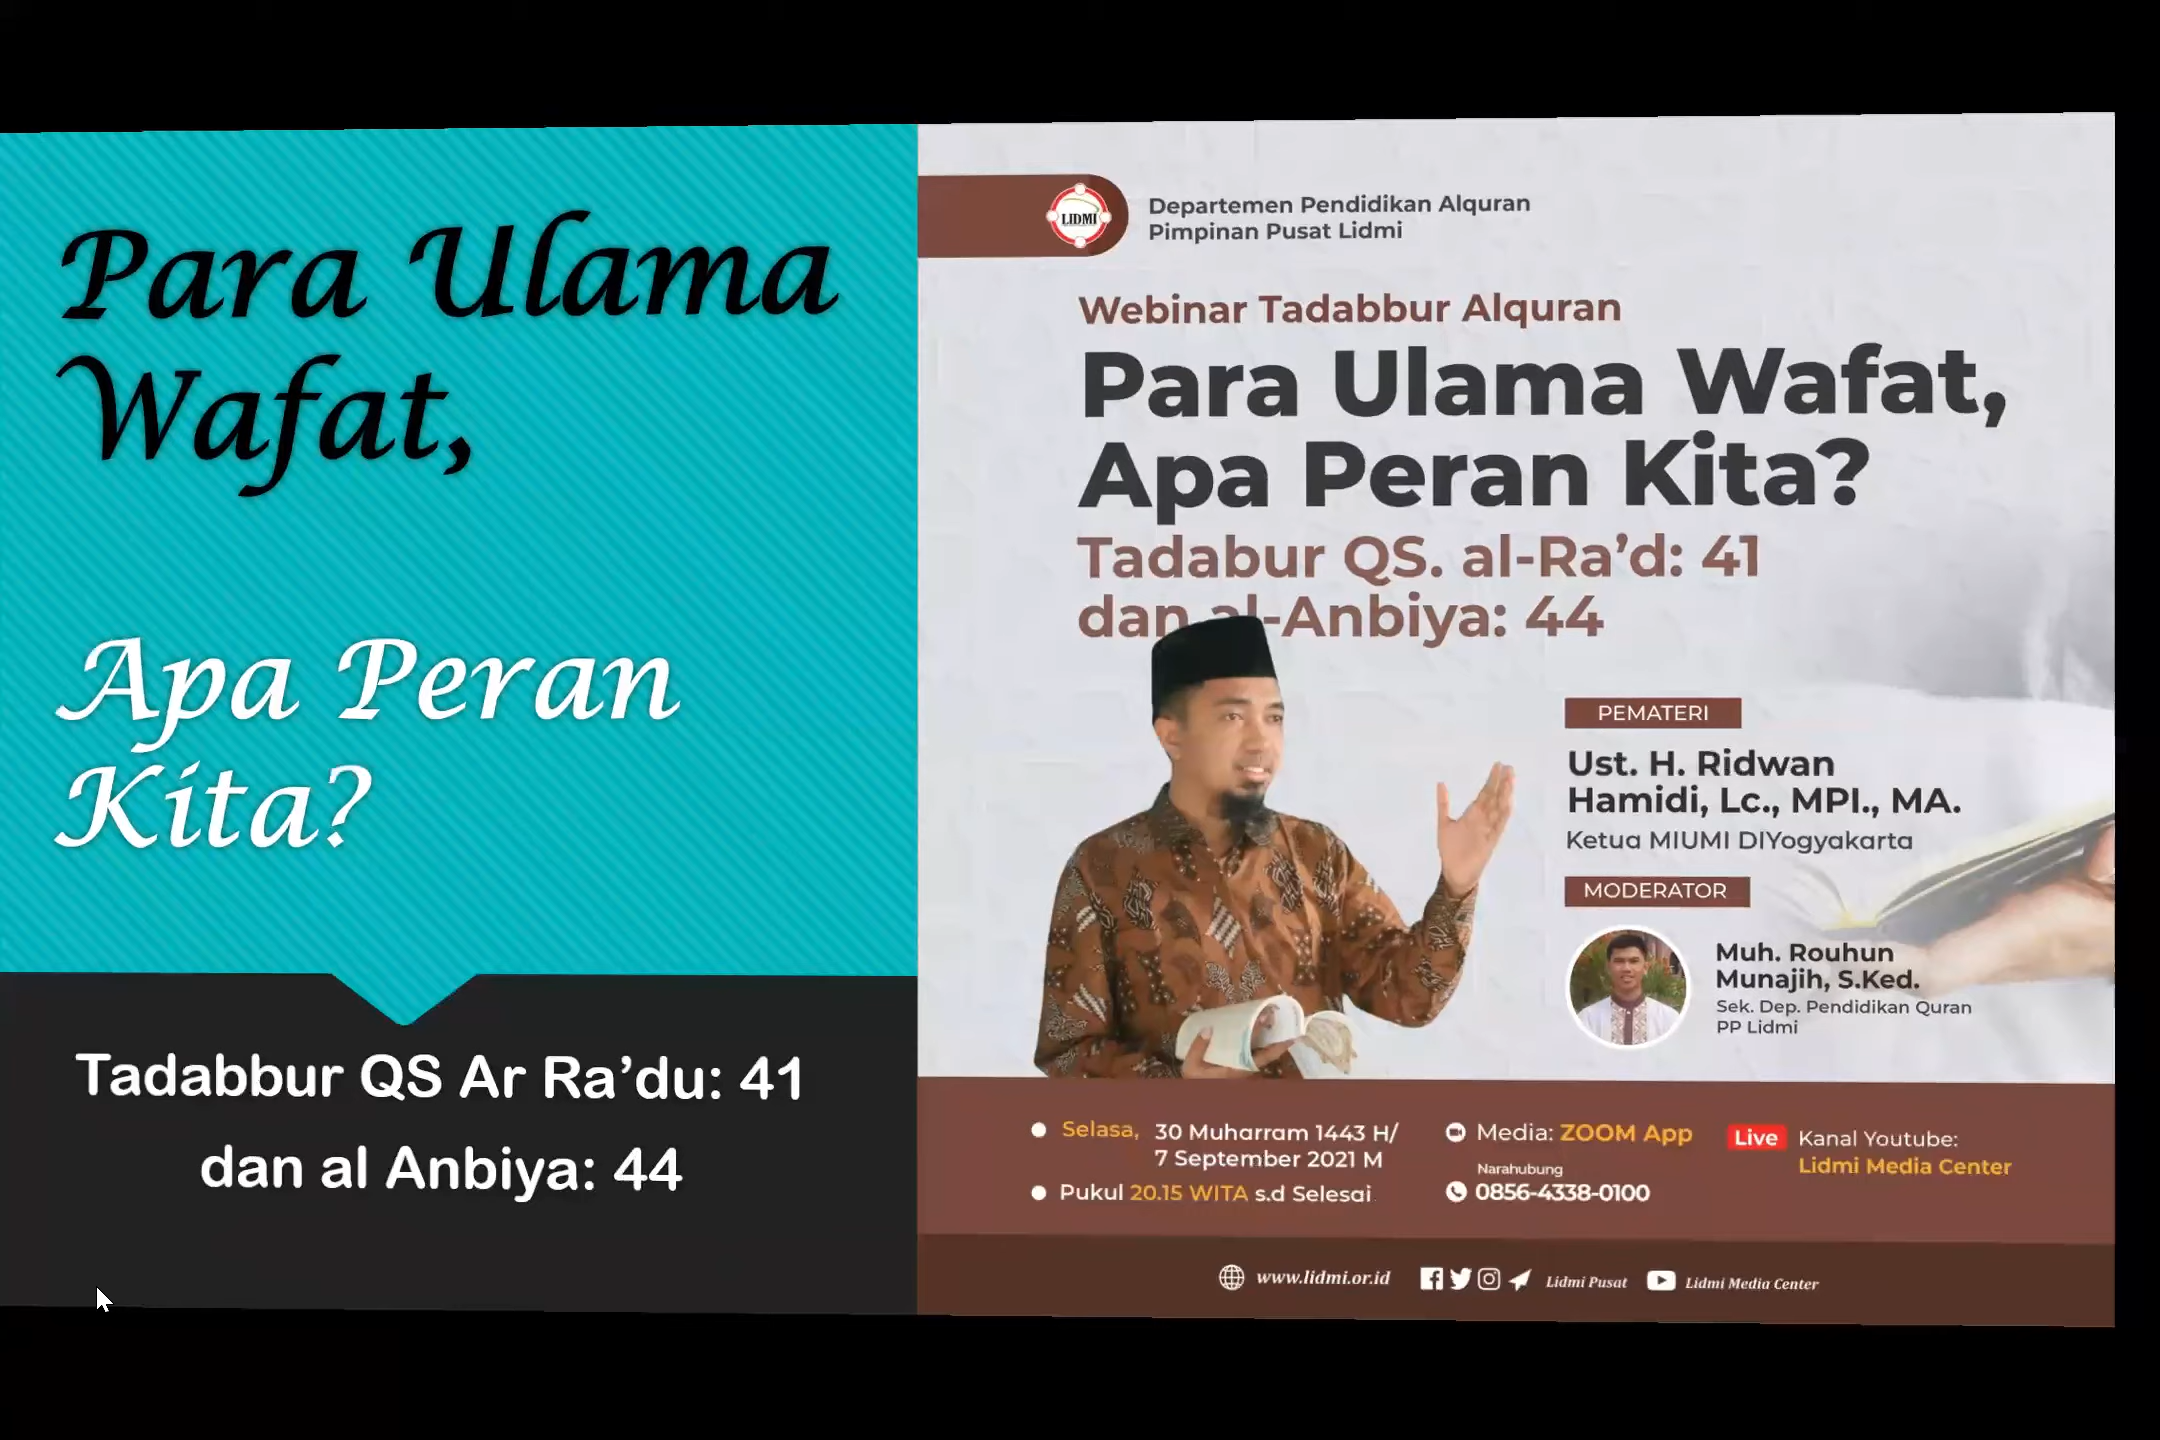 Para Ulama
Wafat,
Apa Peran
Kita?
Tadabbur QS Ar Ra’du: 41
dan al Anbiya: 44
LIDMI
Departemen Pendidikan Alquran
Pimpinan Pusat Lidmi
Webinar Tadabbur Alquran
Para Ulama Wafat,
Apa Peran Kita?
Tadabur QS. al-Ra’d: 41
dan al-Anbiya: 44
PEMATERI
Ust. H. Ridwan
Hamidi, Lc., MPI., MA.
Ketua MIUMI DIYogyakarta
MODERATOR
Muh. Rouhun
Munajih, S.Ked.
Sek. Dep. Pendidikan Quran
PP Lidmi
Selasa, 30 Muharram 1443 H/
7 September 2021 M
Pukul 20.15 WITA s.d Selesai
Media: ZOOM App
Narahubung
0856-4338-0100
Live Kanal Youtube:
Lidmi Media Center
www.lidmi.or.id
Lidmi Pusat
Lidmi Media Center